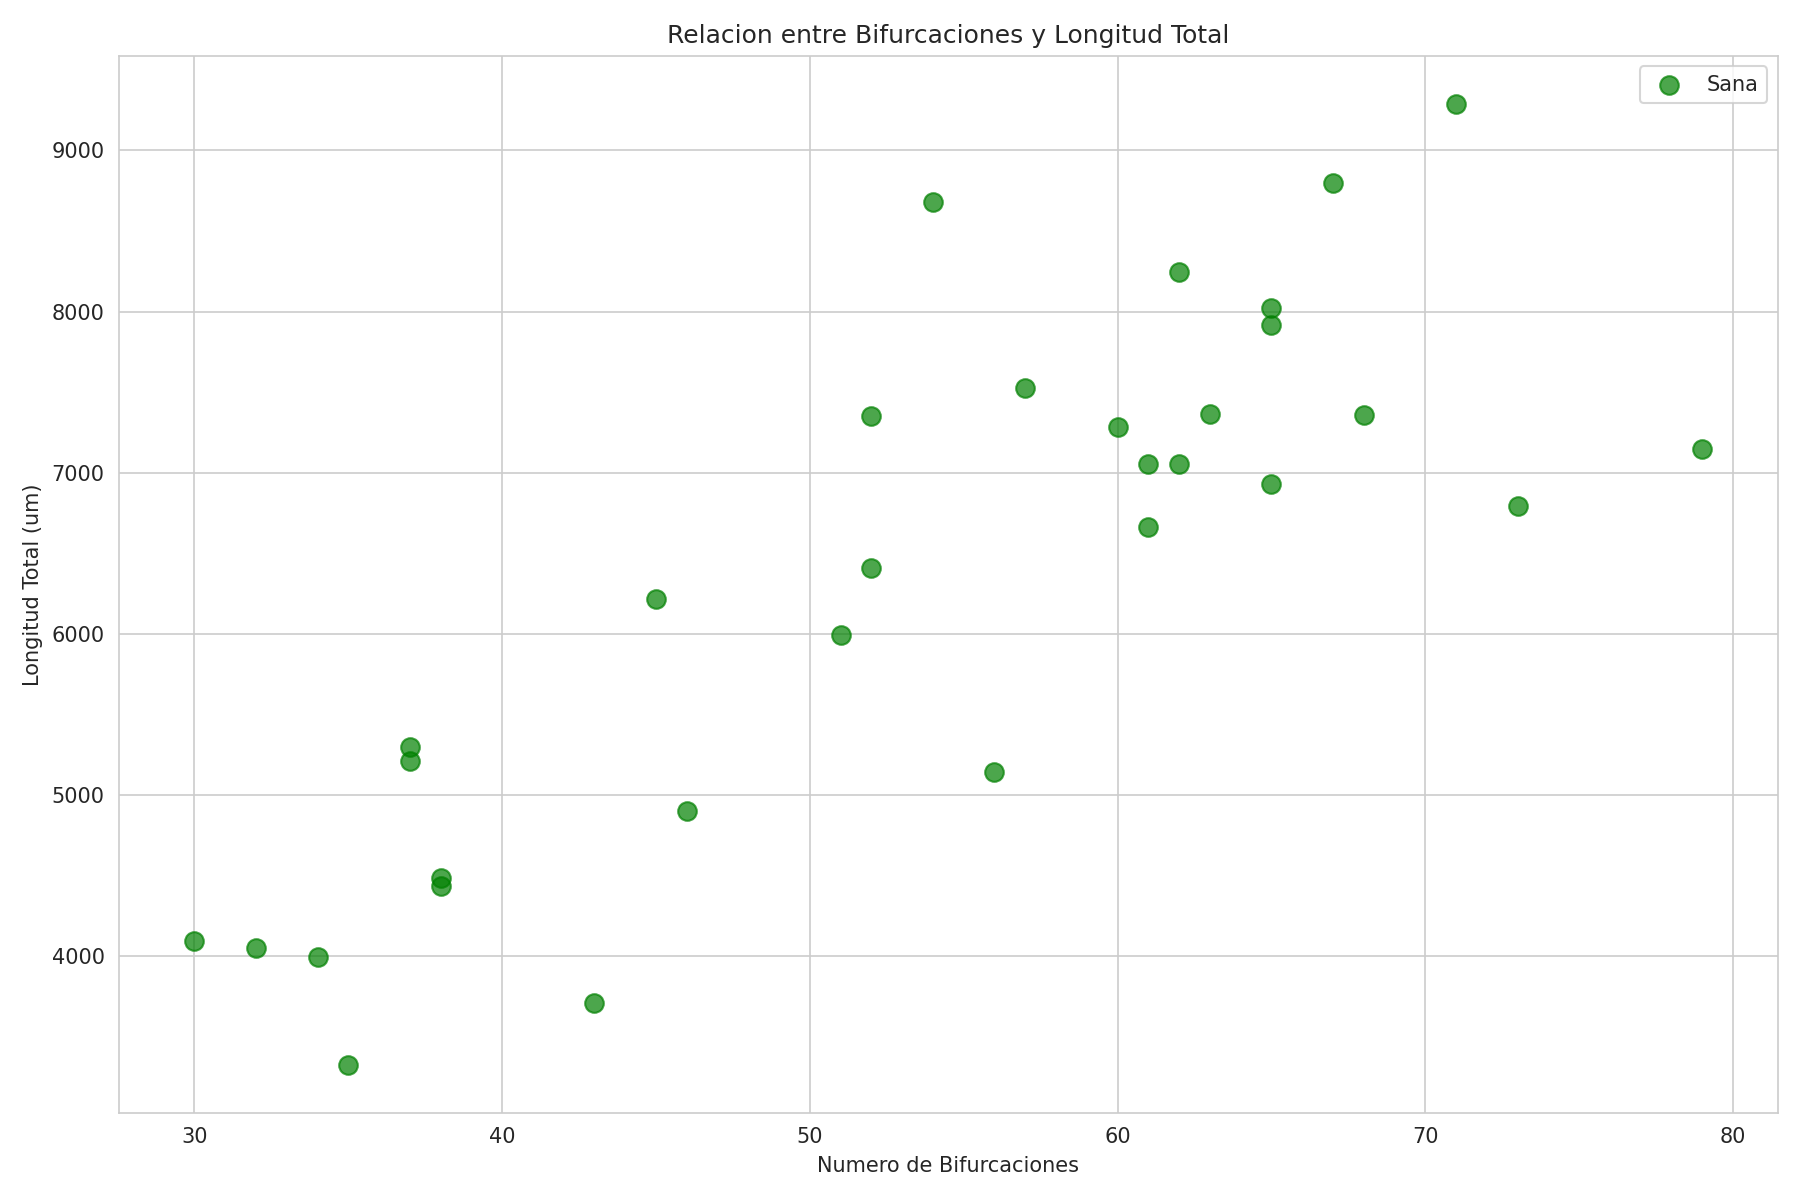 Relacion entre Bifurcaciones y Longitud Total
Sana
9000
8000
7000
6000
5000
4000
Longitud Total (um)
30 40 50 60 70 80
Numero de Bifurcaciones